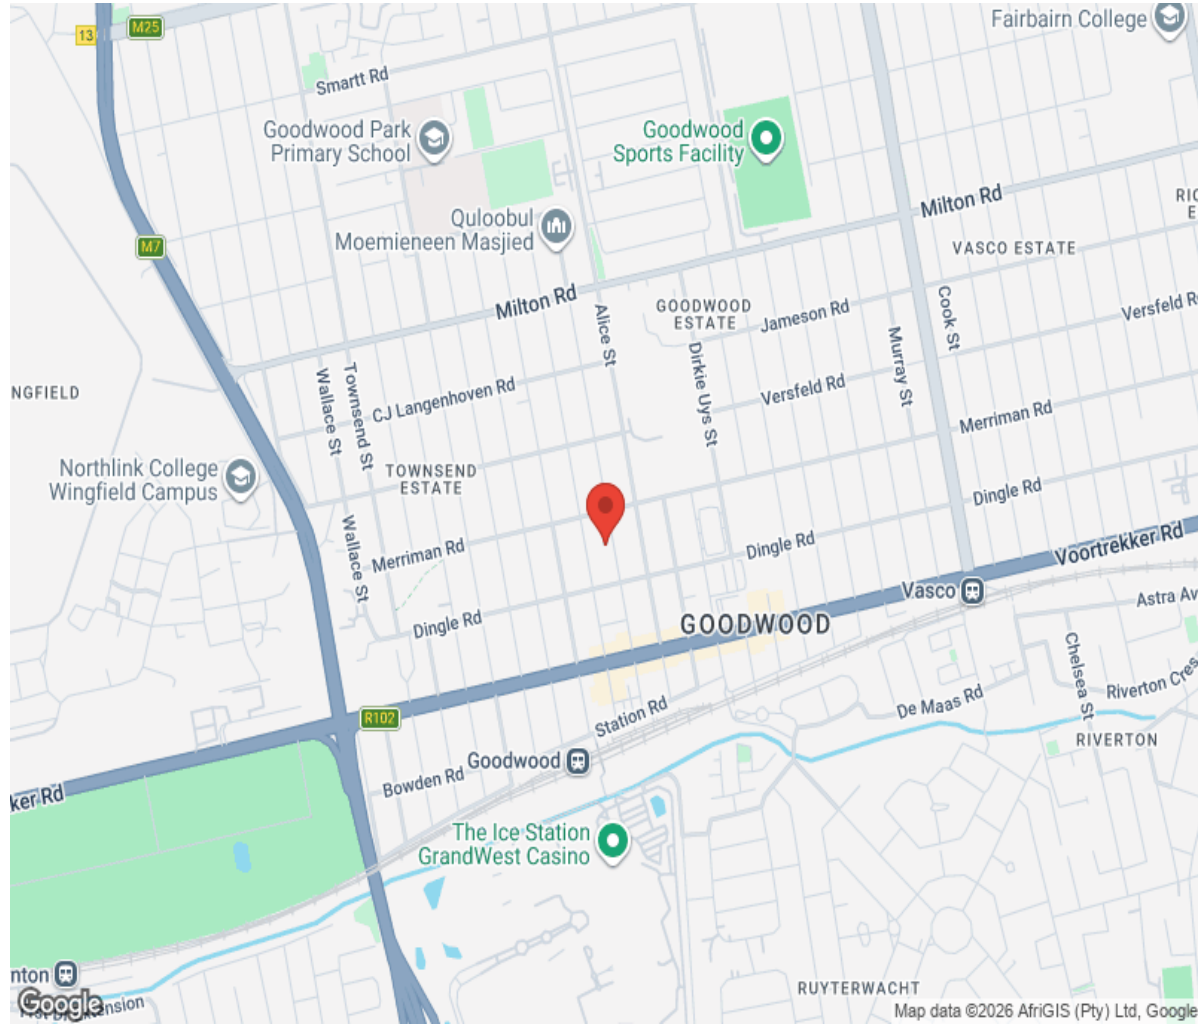 Fairbairn College
M25
13
Smartt Rd
Goodwood Park
Primary School
Goodwood
Sports Facility
Milton Rd
Quloobul
Moemieneen Masjied
M7
VASCO ESTATE
Milton Rd
GOODWOOD
ESTATE
Jameson Rd
Cook St
Versfeld R
Alice St
Murray St
Dirkie Uys St
Versfeld Rd
NGFIELD
Wallace St
Townsend St
CJ Langenhoven Rd
Merriman Rd
Northlink College
Wingfield Campus
TOWNSEND
ESTATE
Dingle Rd
Wallace St
Merriman Rd
Dingle Rd
Voortrekker Rd
Vasco
Dingle Rd
GOODWOOD
Astra Av
Chelsea St
Riverton Cres
De Maas Rd
R102
Station Rd
RIVERTON
Goodwood
Bowden Rd
ker Rd
The Ice Station
GrandWest Casino
nton
RUYTERWACHT
Google
Map data ©2026 AfriGIS (Pty) Ltd, Google